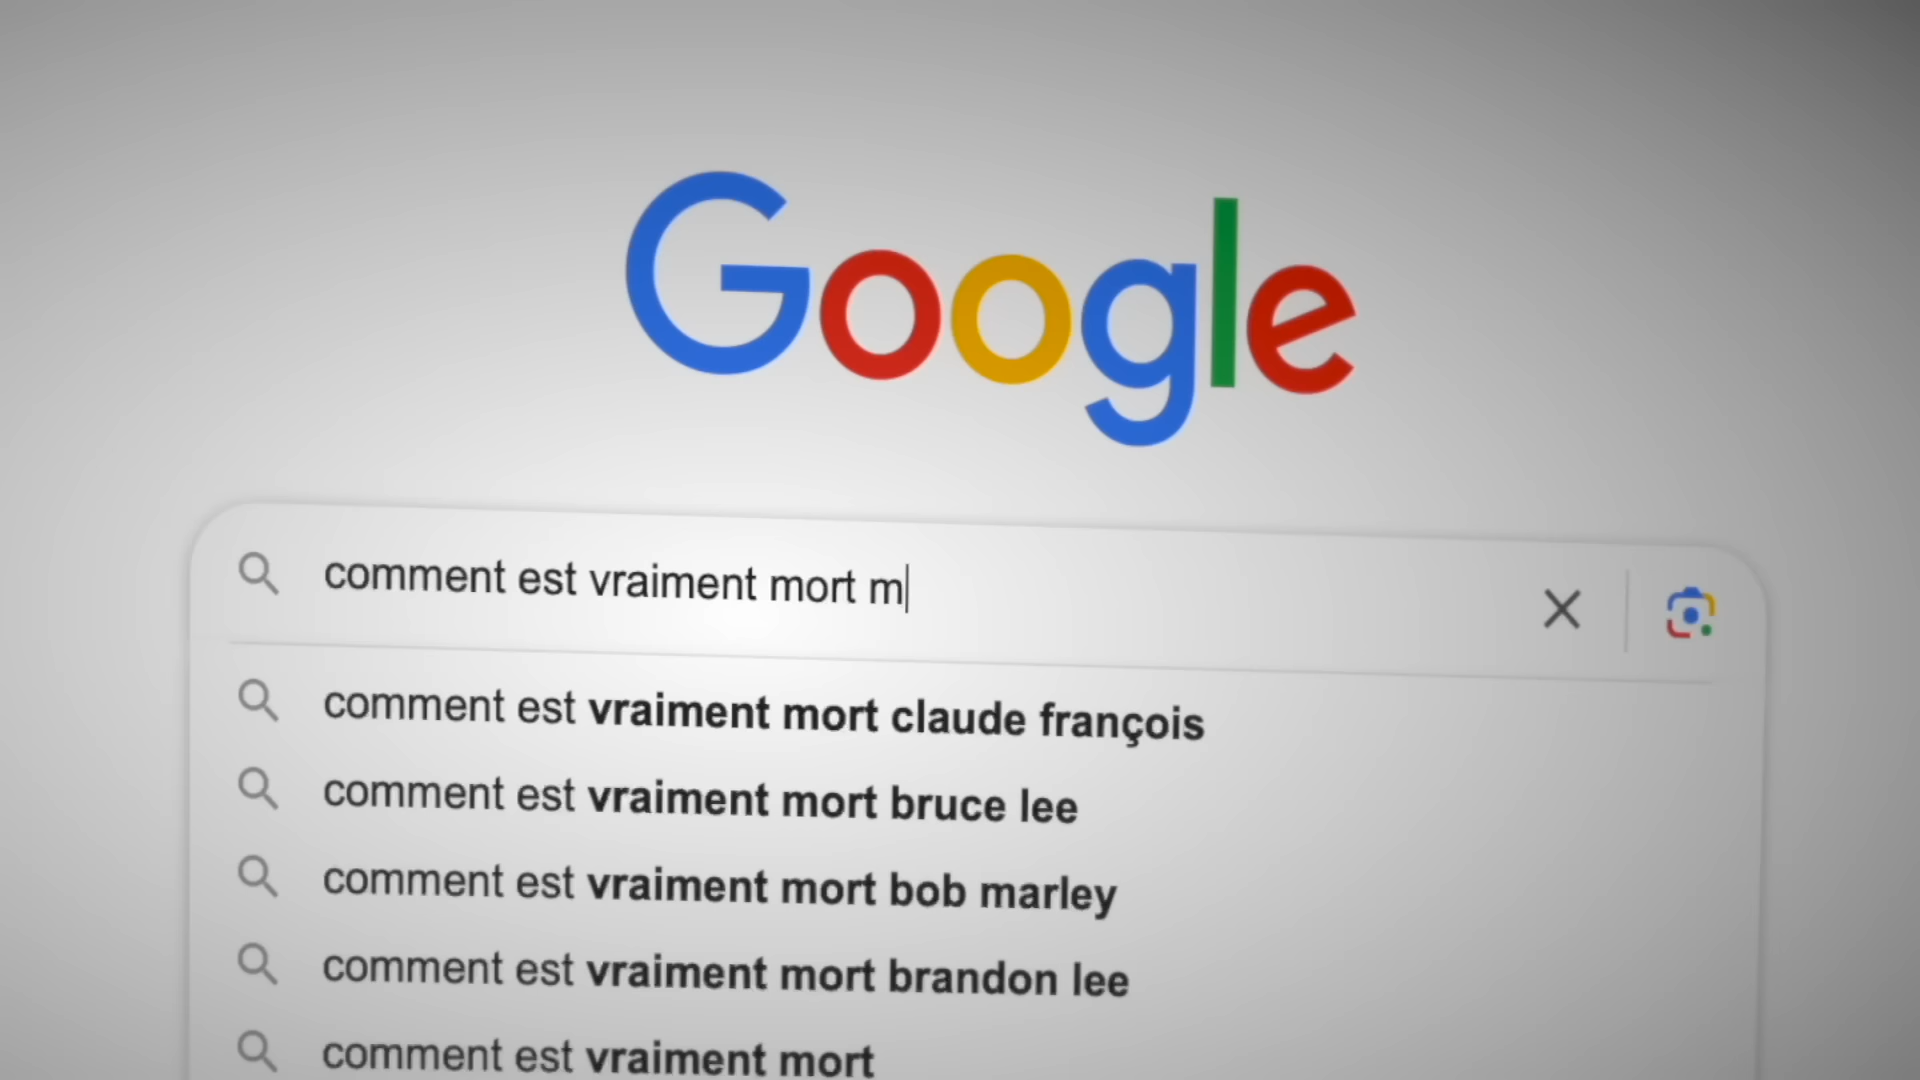 Google
comment est vraiment mort m
comment est vraiment mort claude françois
comment est vraiment mort bruce lee
comment est vraiment mort bob marley
comment est vraiment mort brandon lee
comment est vraiment mort